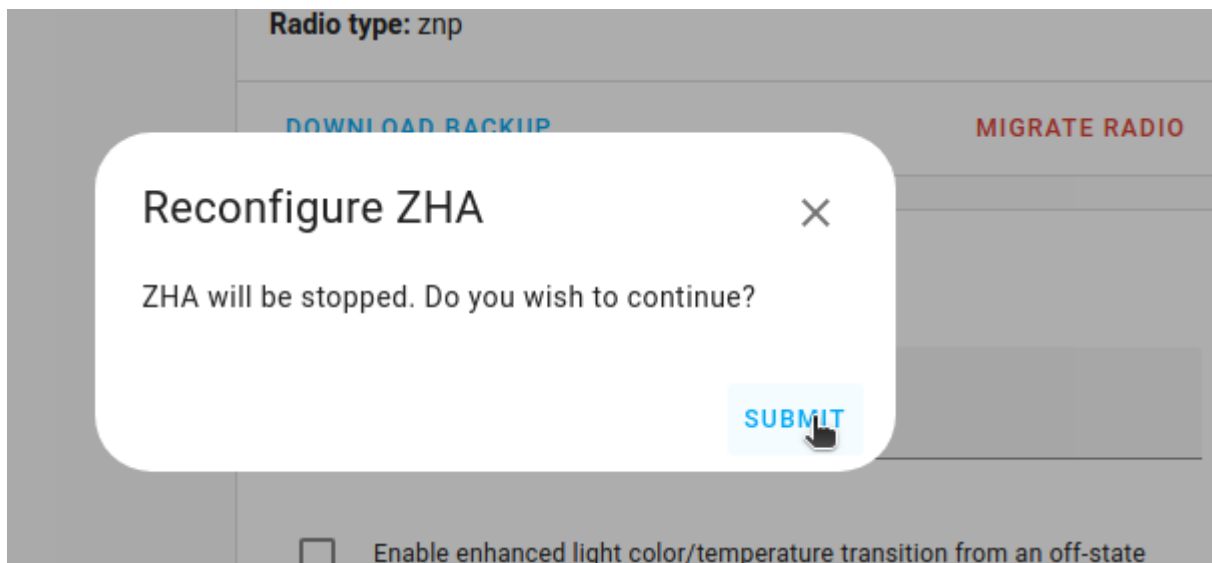 Radio type: znp
DOWNLOAD BACKUP
MIGRATE RADIO
Reconfigure ZHA
ZHA will be stopped. Do you wish to continue?
SUBMIT
Enable enhanced light color/temperature transition from an off-state